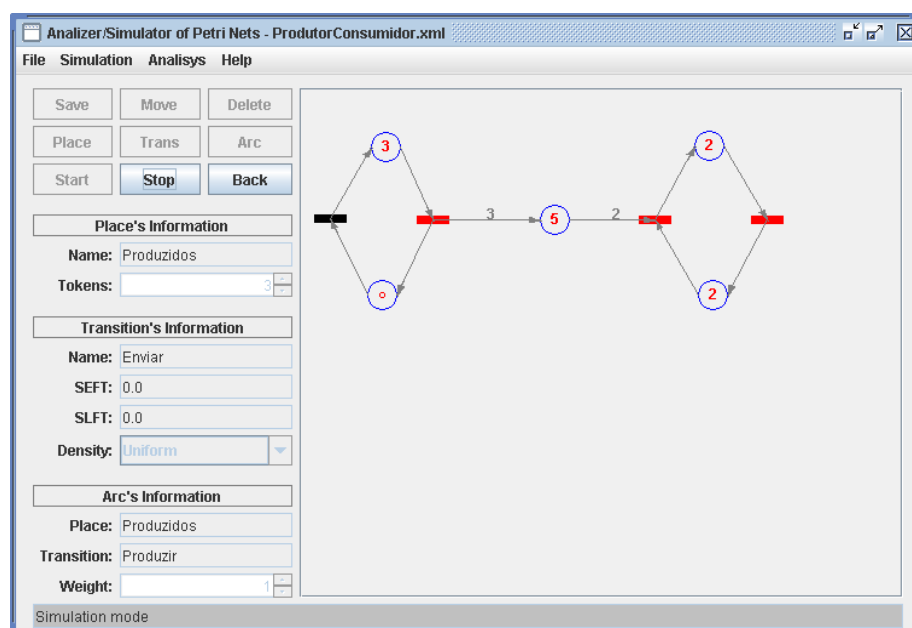 Analizer/Simulator of Petri Nets - ProdutorConsumidor.xml
File Simulation Analisys Help
Save Move Delete
Place Trans Arc
Start Stop Back
Place's Information
Name: Produzidos
Tokens: 3
Transition's Information
Name: Enviar
SEFT: 0.0
SLFT: 0.0
Density: Uniform
Arc's Information
Place: Produzidos
Transition: Produzir
Weight: 1
3 2
3 5 2
2
Simulation mode